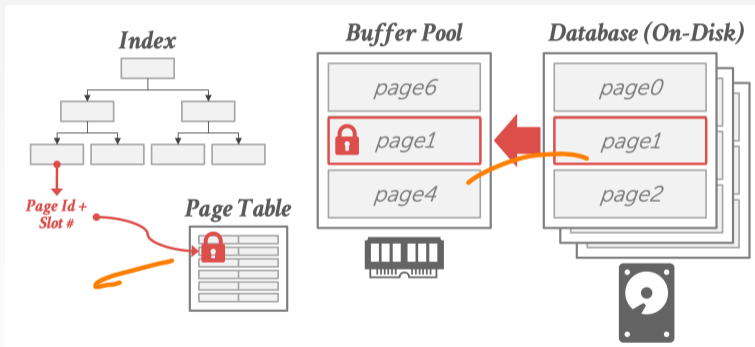 Index
Buffer Pool
Database (On-Disk)
page6
page0
page1
page1
page4
page2
Page Id +
Slot #
Page Table